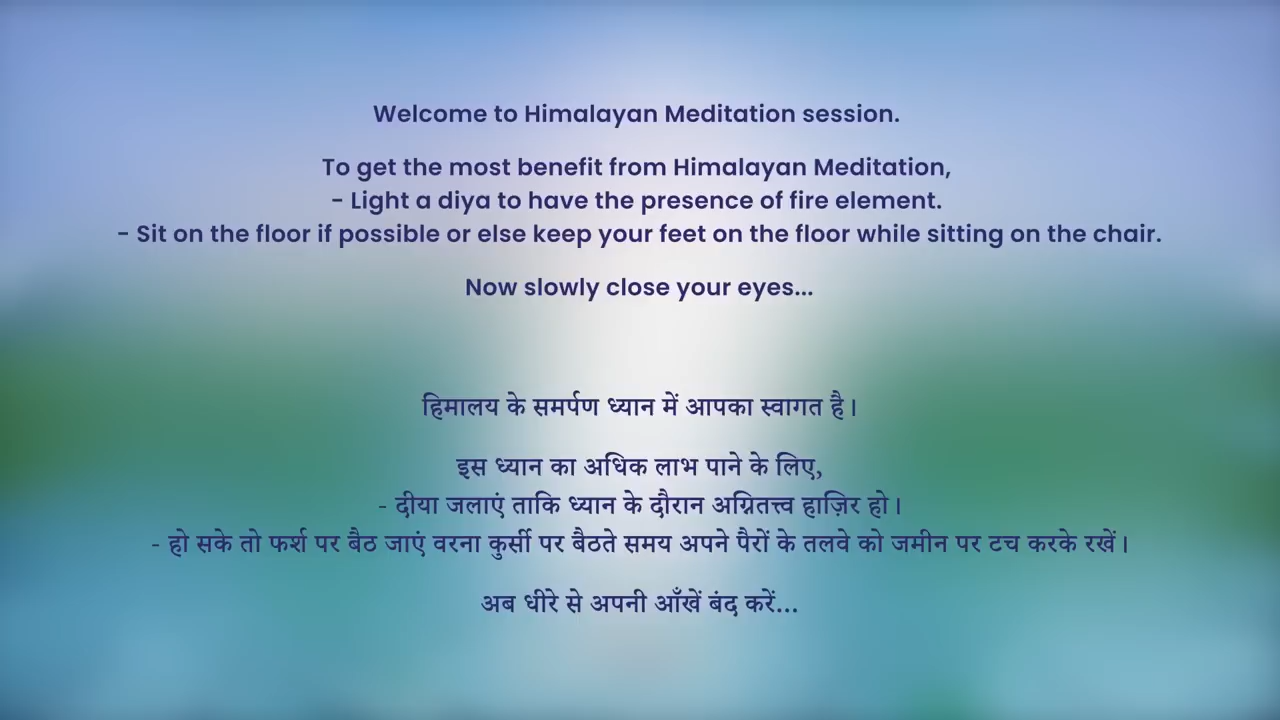 Welcome to Himalayan Meditation session.
To get the most benefit from Himalayan Meditation,
- Light a diya to have the presence of fire element.
- Sit on the floor if possible or else keep your feet on the floor while sitting on the chair.
Now slowly close your eyes...
हिमालय के समर्पण ध्यान में आपका स्वागत है।
इस ध्यान का अधिक लाभ पाने के लिए,
- दीया जलाएं ताकि ध्यान के दौरान अग्नितत्त्व हाज़िर हो।
- हो सके तो फर्श पर बैठ जाएं वरना कुर्सी पर बैठते समय अपने पैरों के तलवे को जमीन पर टच करके रखें।
अब धीरे से अपनी आँखें बंद करें...